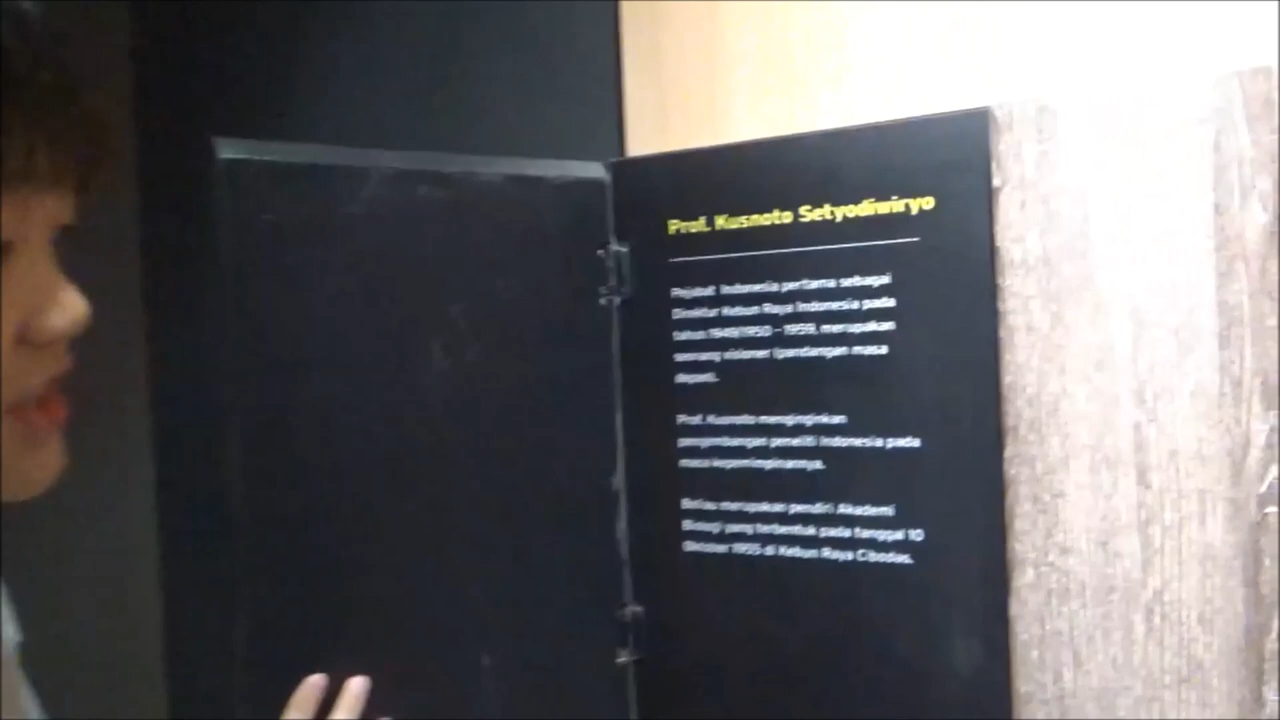 Prof. Kusnoto Setyodiwiryo
Pejabat Indonesia pertama sebagai
Direktur Kebun Raya Indonesia pada
tahun 1949/1950 - 1959, merupakan
seorang visioner (pandangan masa
depan).
Prof. Kusnoto menginginkan
pengembangan peneliti Indonesia pada
masa kepemimpinannya.
Beliau merupakan pendiri Akademi
Biologi yang terbentuk pada tanggal 10
Oktober 1955 di Kebun Raya Cibodas.